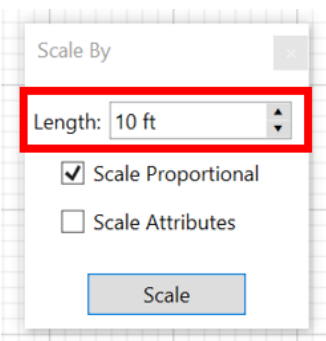 Scale By
Length: 10 ft
Scale Proportional
Scale Attributes
Scale